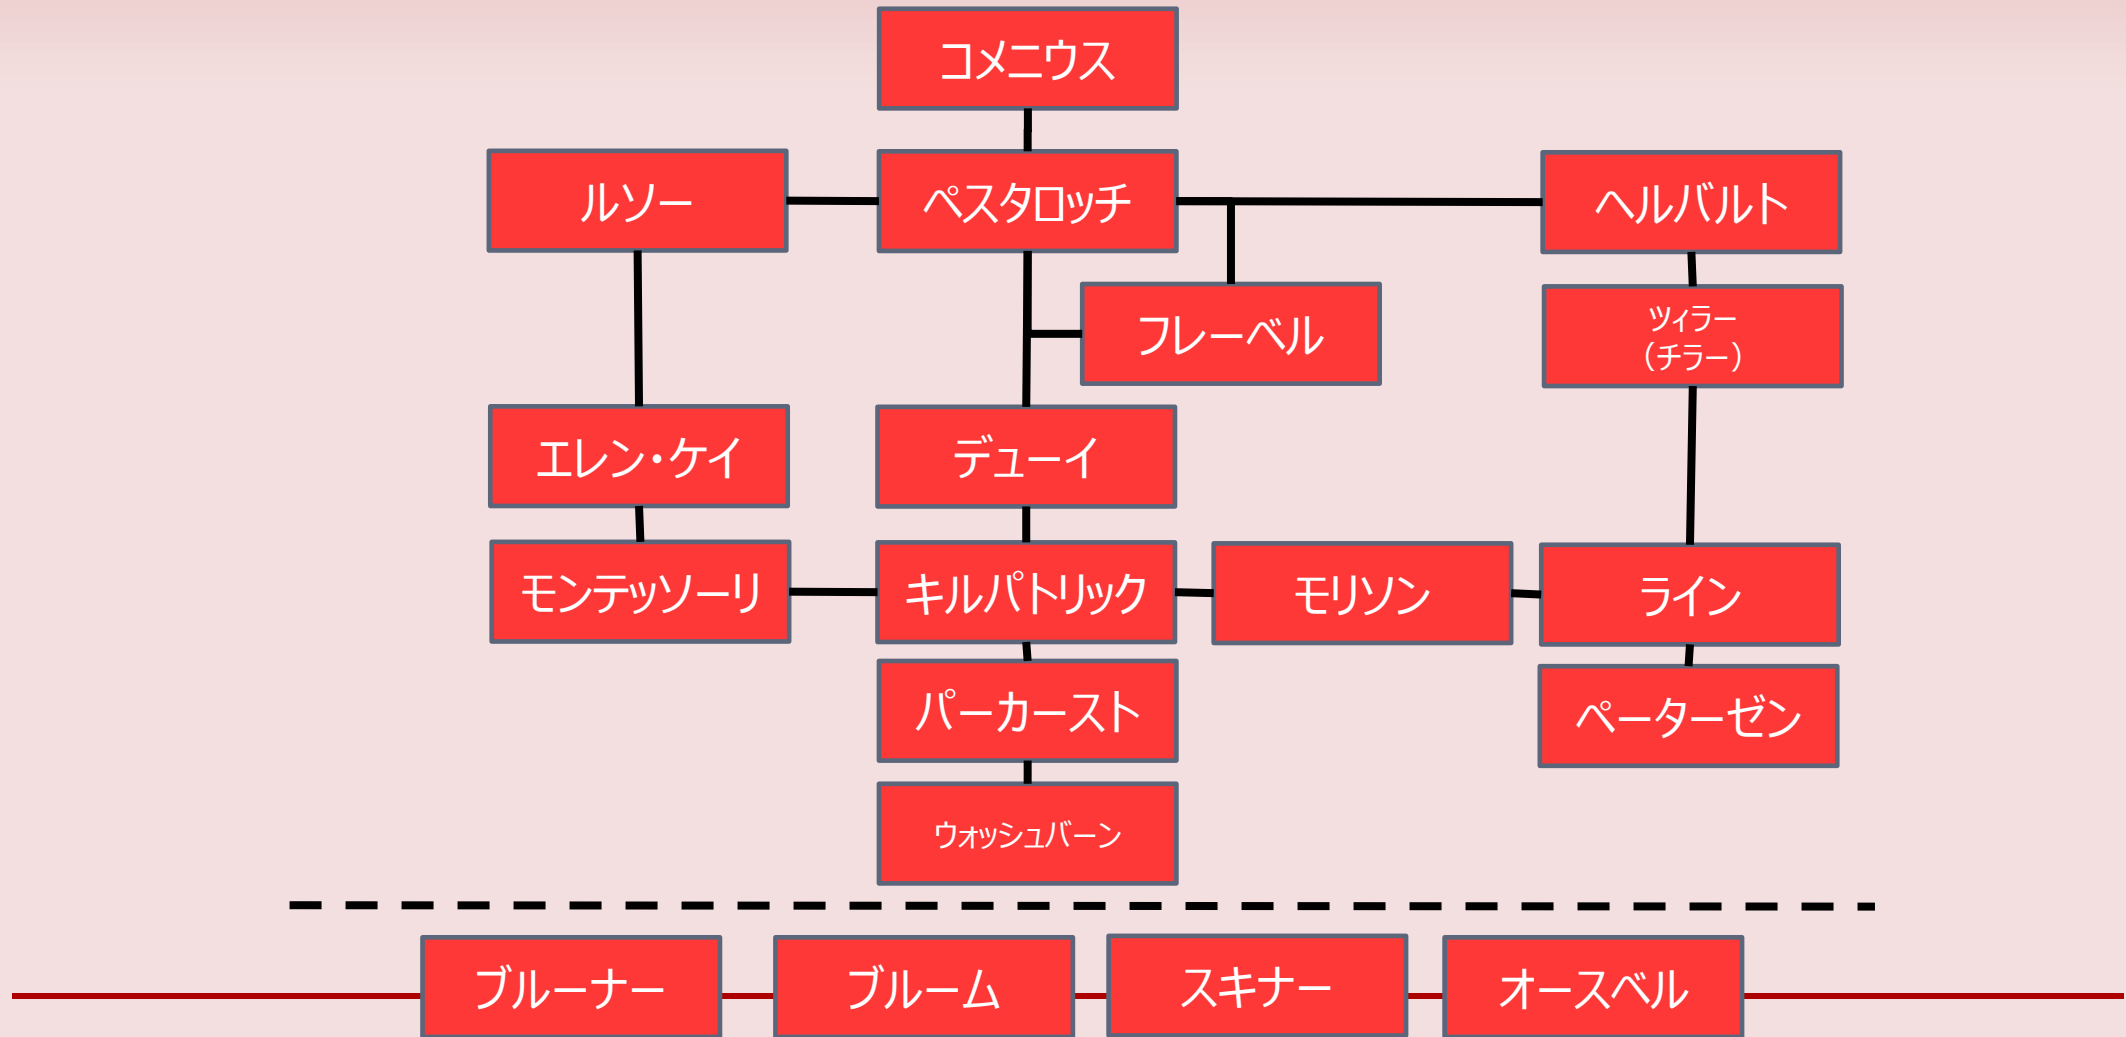 コメニウス
ルソー
ペスタロッチ
ヘルバルト
フレーベル
ツィラー
（チラー）
エレン・ケイ
デューイ
モンテッソーリ
キルパトリック
モリソン
ライン
パーカースト
ペーターゼン
ウォッシュバーン
ブルーナー
ブルーム
スキナー
オースベル